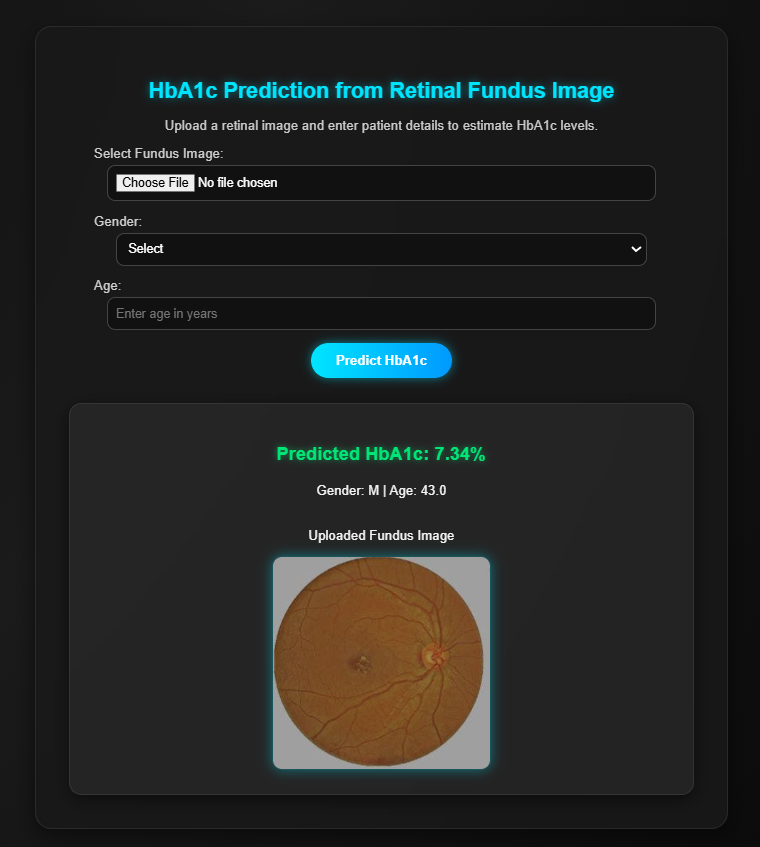 HbA1c Prediction from Retinal Fundus Image
Upload a retinal image and enter patient details to estimate HbA1c levels.
Select Fundus Image:
Choose File No file chosen
Gender:
Select
Age:
Enter age in years
Predict HbA1c
Predicted HbA1c: 7.34%
Gender: M | Age: 43.0
Uploaded Fundus Image